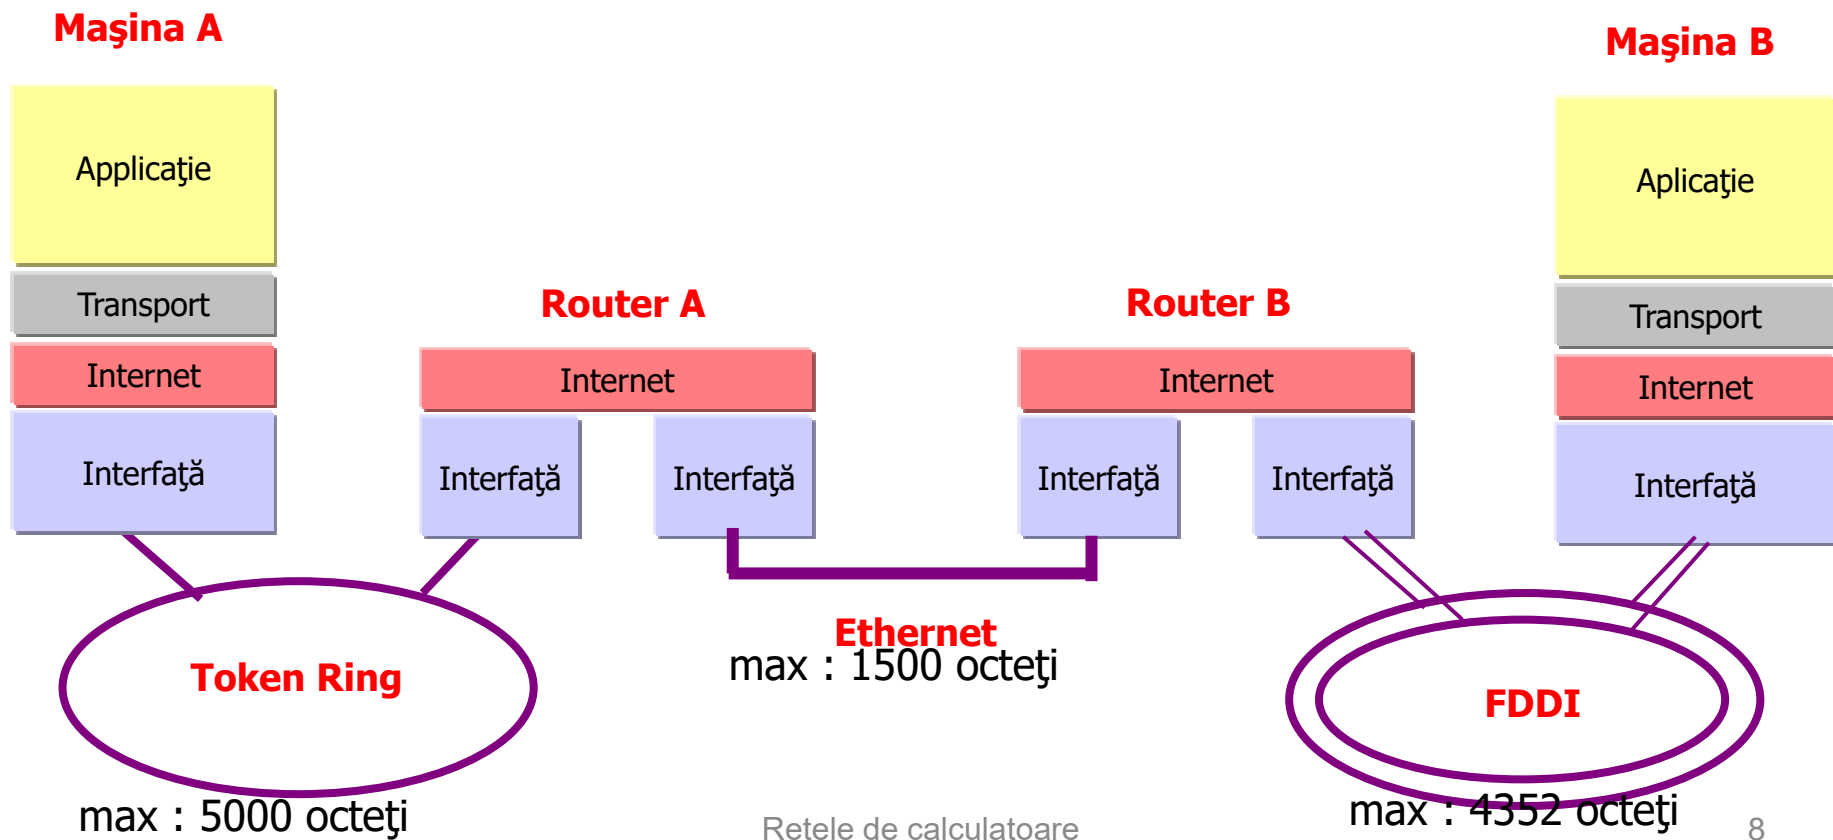 Maşina A
Maşina B
Applicaţie
Aplicaţie
Transport
Router A
Router B
Transport
Internet
Internet
Internet
Internet
Interfaţă
Interfaţă
Interfaţă
Interfaţă
Interfaţă
Interfaţă
Ethernet
max : 1500 octeţi
Token Ring
FDDI
max : 5000 octeţi
max : 4352 octeţi
Retele de calculatoare
8